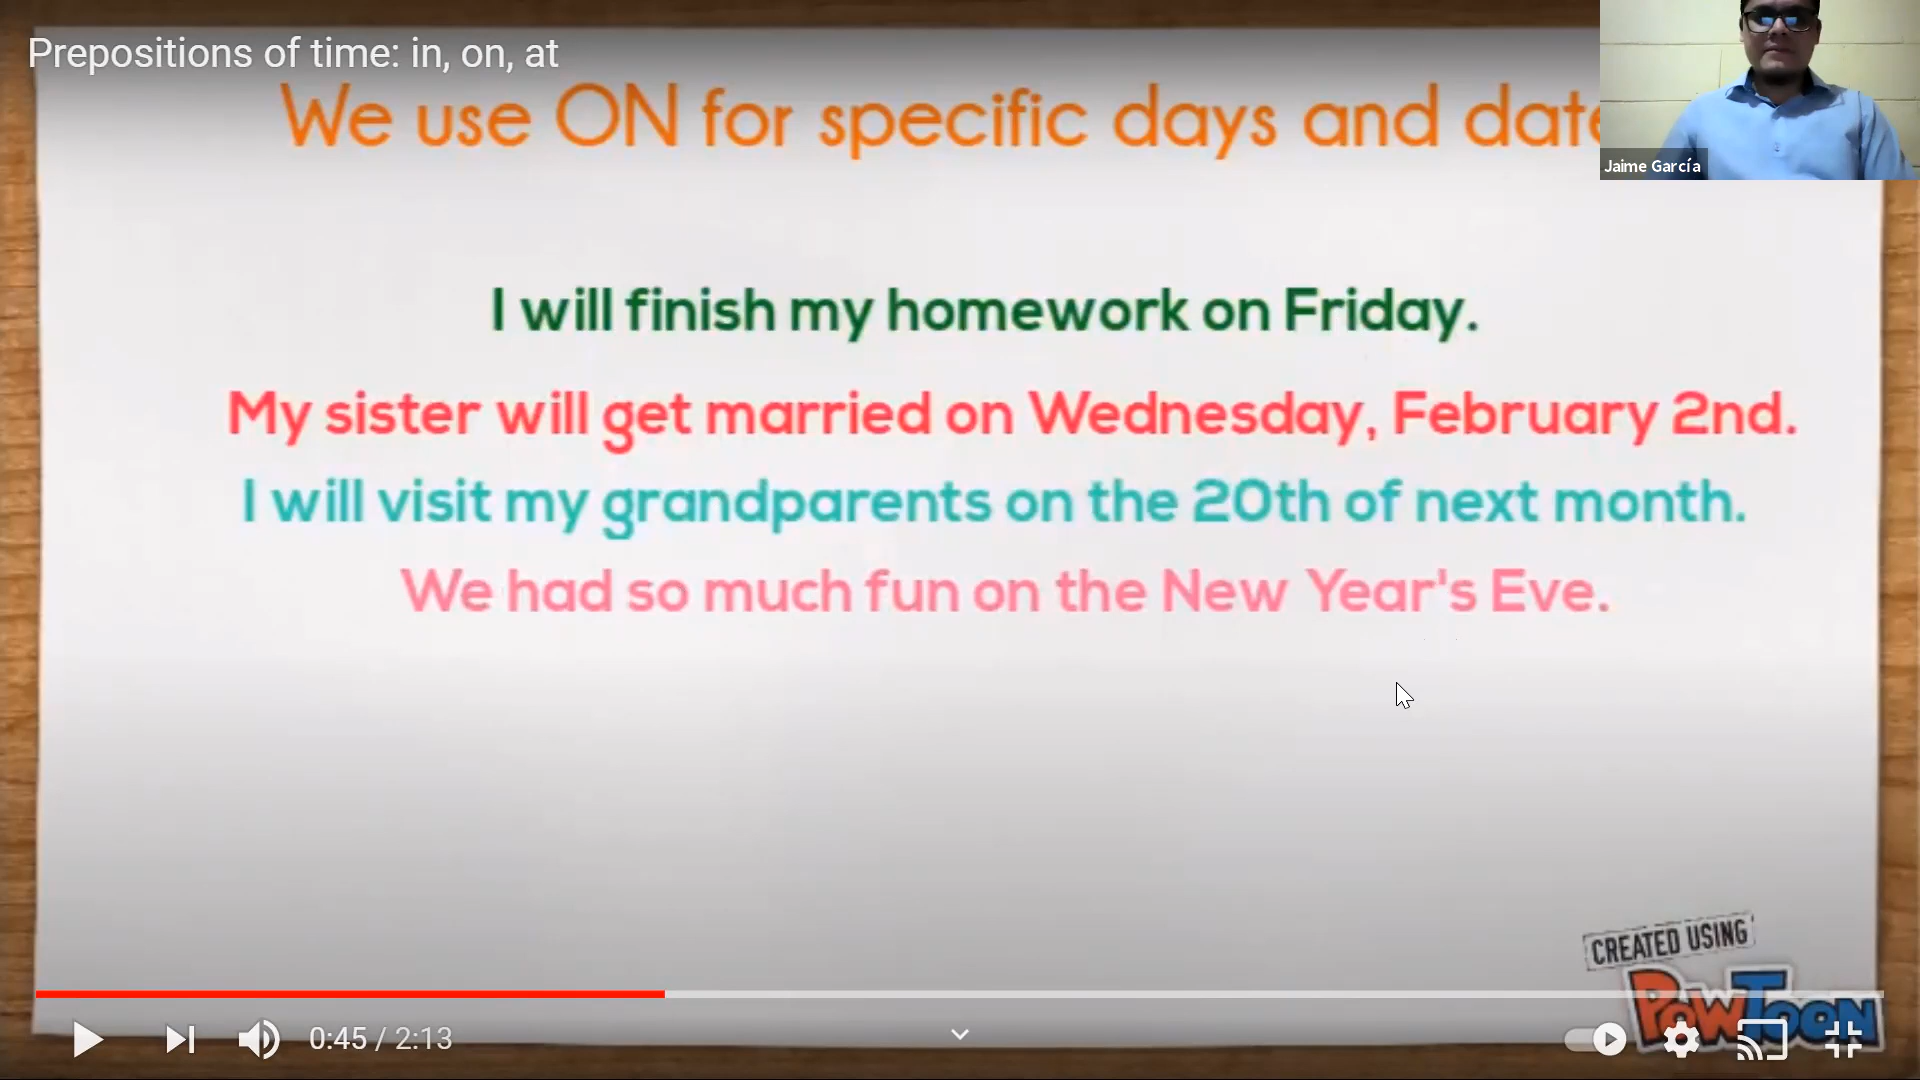 Prepositions of time: in, on, at
We use ON for specific days and date
Jaime García
I will finish my homework on Friday.
My sister will get married on Wednesday, February 2nd.
I will visit my grandparents on the 20th of next month.
We had so much fun on the New Year's Eve.
CREATED USING
POWTOON
0:45 / 2:13